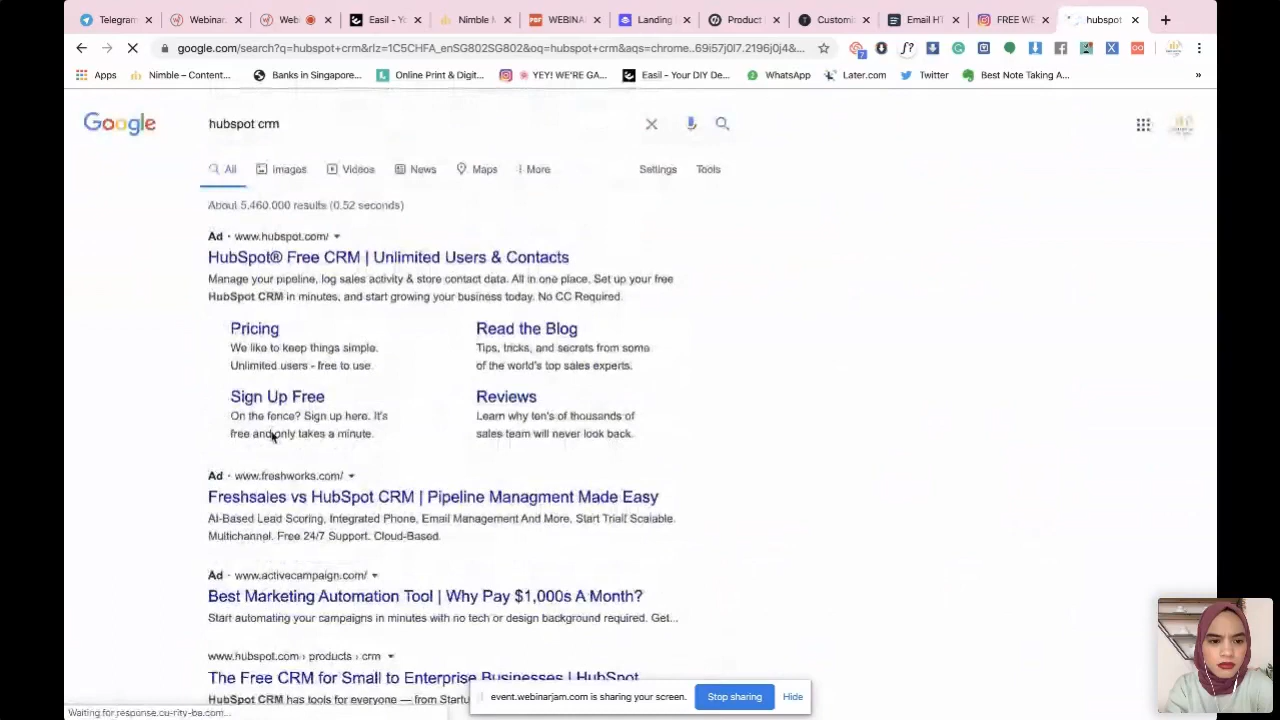 Telegram
Webinar.
Webi
Easil - Yo
Nimble M
WEBINA
Landing
Product
Customi
Email HT
FREE WE
hubspot
google.com/search?q=hubspot+crm&rlz=1C5CHFA_enSG802SG802&oq=hubspot+crm&aqs=chrome..69i57j0l7.2196j0j4&...
Apps
Nimble – Content...
Banks in Singapore...
Online Print & Digit...
YEY! WE'RE GA...
Easil - Your DIY De...
WhatsApp
Later.com
Twitter
Best Note Taking A...
»
Google
hubspot crm
All
Images
Videos
News
Maps
More
Settings
Tools
About 5,460,000 results (0.52 seconds)
Ad · www.hubspot.com/
HubSpot® Free CRM | Unlimited Users & Contacts
Manage your pipeline, log sales activity & store contact data. All in one place. Set up your free
HubSpot CRM in minutes, and start growing your business today. No CC Required.
Pricing
We like to keep things simple.
Unlimited users - free to use.
Read the Blog
Tips, tricks, and secrets from some
of the world's top sales experts.
Sign Up Free
On the fence? Sign up here. It's
free and only takes a minute.
Reviews
Learn why ten's of thousands of
sales team will never look back.
Ad · www.freshworks.com/
Freshsales vs HubSpot CRM | Pipeline Managment Made Easy
AI-Based Lead Scoring, Integrated Phone, Email Management And More, Start Trial! Scalable.
Multichannel. Free 24/7 Support. Cloud-Based.
Ad · www.activecampaign.com/
Best Marketing Automation Tool | Why Pay $1,000s A Month?
Start automating your campaigns in minutes with no tech or design background required. Get...
www.hubspot.com › products › crm
The Free CRM for Small to Enterprise Businesses | HubSpot
HubSpot CRM has tools for everyone — from Startu
event.webinarjam.com is sharing your screen.
Stop sharing
Hide